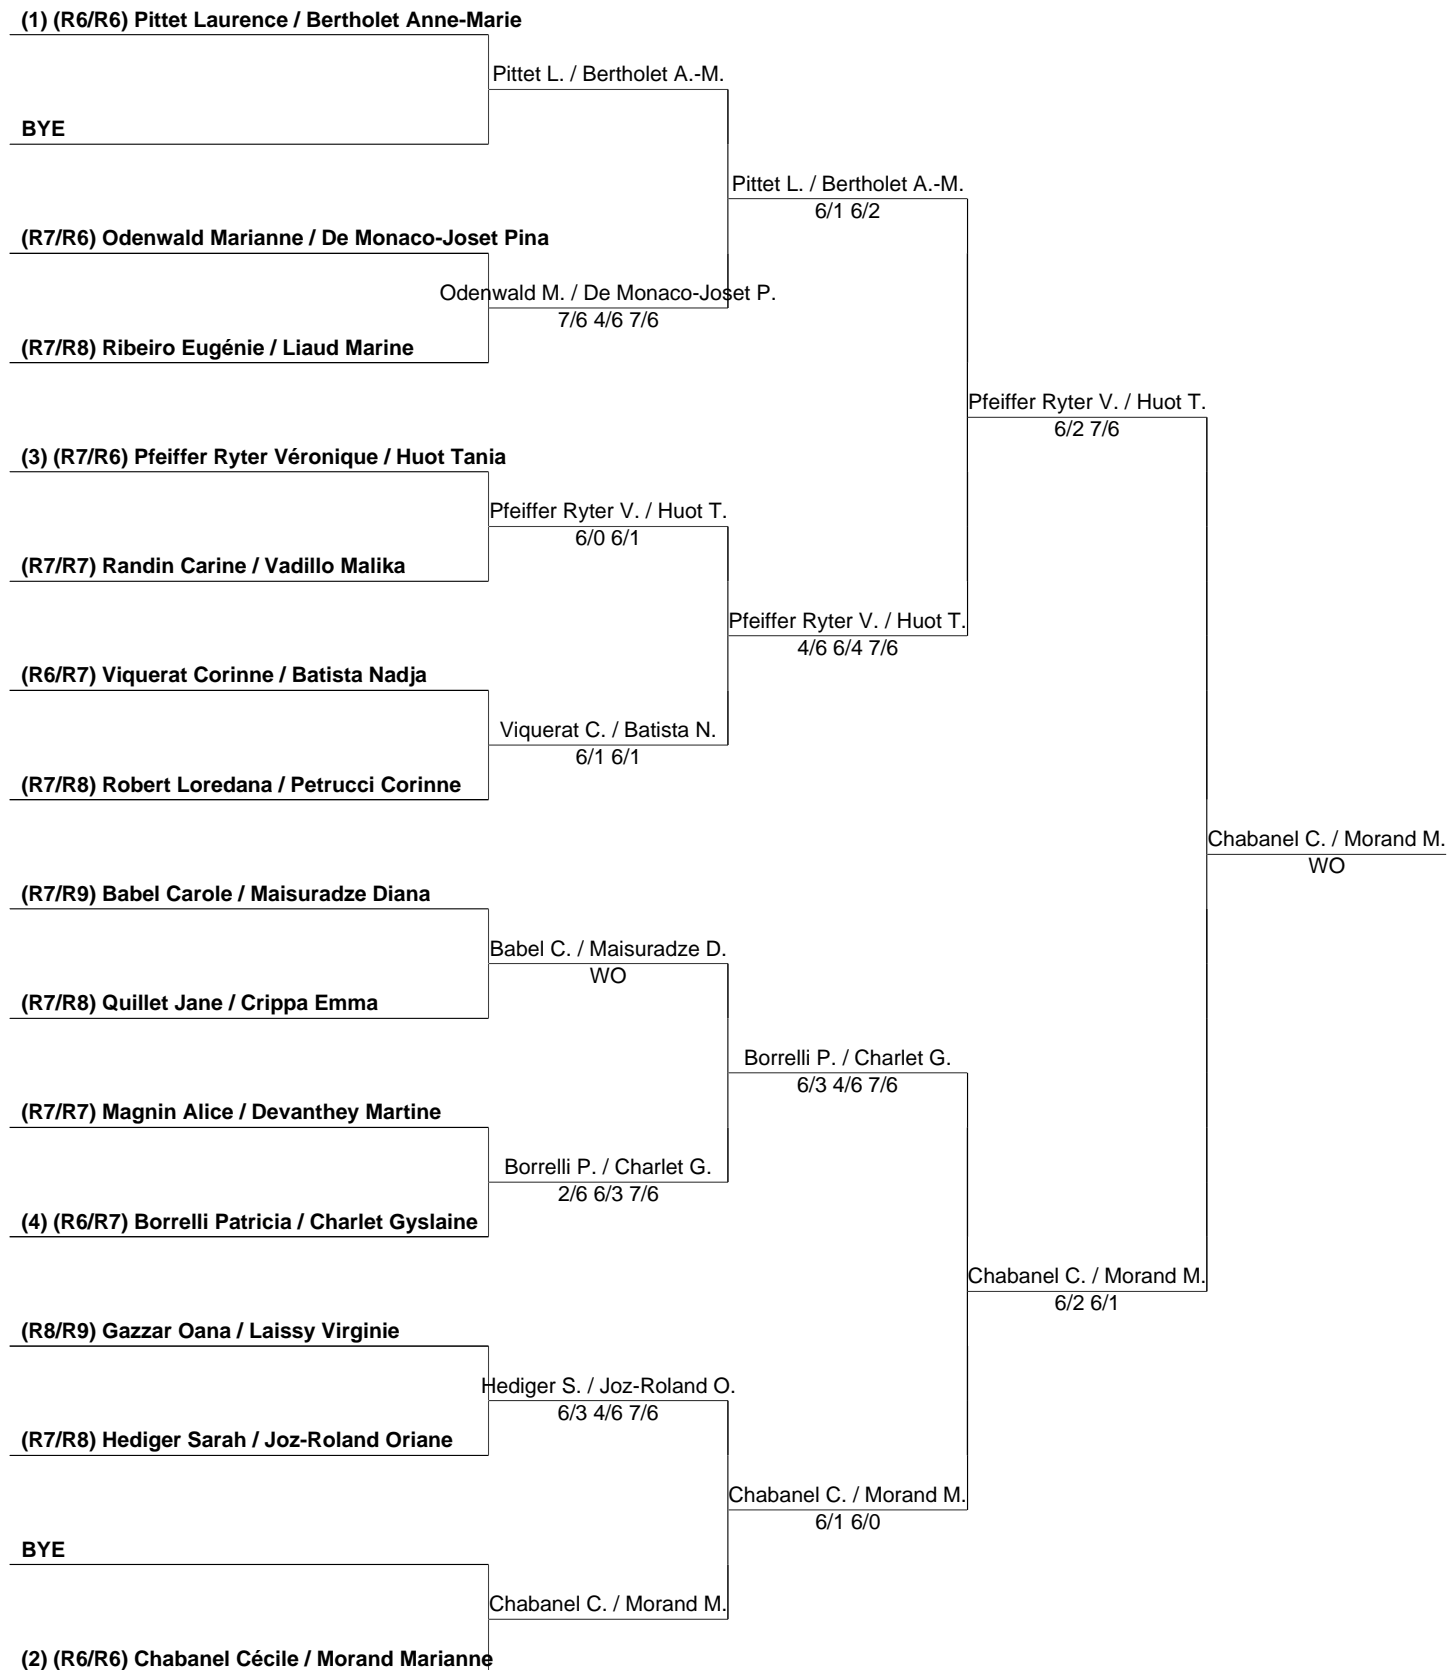 (1) (R6/R6) Pittet Laurence / Bertholet Anne-Marie
Pittet L. / Bertholet A.-M.
BYE
Pittet L. / Bertholet A.-M.
6/1 6/2
(R7/R6) Odenwald Marianne / De Monaco-Joset Pina
Odenwald M. / De Monaco-Joset P.
7/6 4/6 7/6
(R7/R8) Ribeiro Eugénie / Liaud Marine
Pfeiffer Ryter V. / Huot T.
6/2 7/6
(3) (R7/R6) Pfeiffer Ryter Véronique / Huot Tania
Pfeiffer Ryter V. / Huot T.
6/0 6/1
(R7/R7) Randin Carine / Vadillo Malika
Pfeiffer Ryter V. / Huot T.
4/6 6/4 7/6
(R6/R7) Viquerat Corinne / Batista Nadja
Viquerat C. / Batista N.
6/1 6/1
(R7/R8) Robert Loredana / Petrucci Corinne
Chabanel C. / Morand M.
WO
(R7/R9) Babel Carole / Maisuradze Diana
Babel C. / Maisuradze D.
WO
(R7/R8) Quillet Jane / Crippa Emma
Borrelli P. / Charlet G.
6/3 4/6 7/6
(R7/R7) Magnin Alice / Devanthey Martine
Borrelli P. / Charlet G.
2/6 6/3 7/6
(4) (R6/R7) Borrelli Patricia / Charlet Gyslaine
Chabanel C. / Morand M.
6/2 6/1
(R8/R9) Gazzar Oana / Laissy Virginie
Hediger S. / Joz-Roland O.
6/3 4/6 7/6
(R7/R8) Hediger Sarah / Joz-Roland Oriane
Chabanel C. / Morand M.
6/1 6/0
BYE
Chabanel C. / Morand M.
(2) (R6/R6) Chabanel Cécile / Morand Marianne